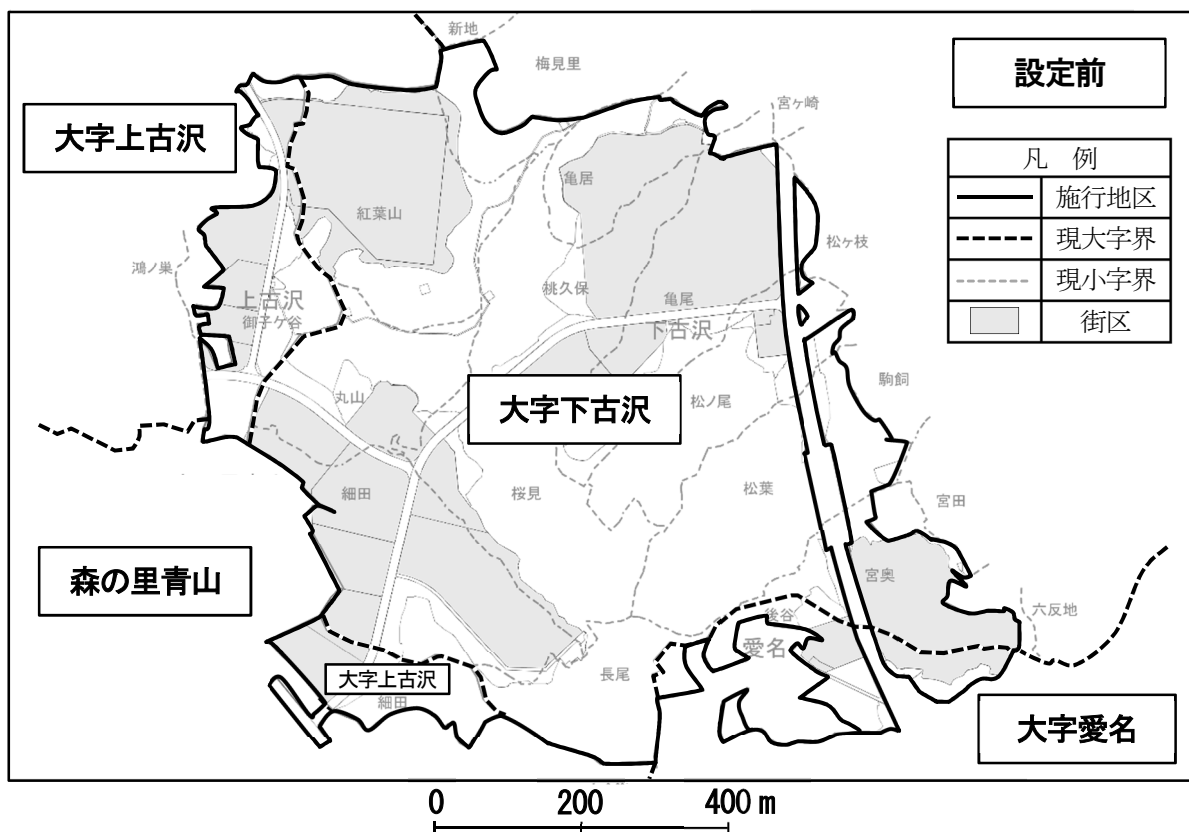 新地
梅見里
設定前
宮ヶ崎
大字上古沢
凡 例
施行地区
現大字界
現小字界
街区
亀居
紅葉山
松ヶ枝
鴻ノ巣
桃久保
上古沢
御子ケ谷
亀尾
下古沢
駒飼
丸山
大字下古沢
松ノ尾
細田
桜見
松葉
宮田
森の里青山
宮奥
六反地
後谷
愛名
長尾
大字上古沢
細田
大字愛名
0 200 400 m